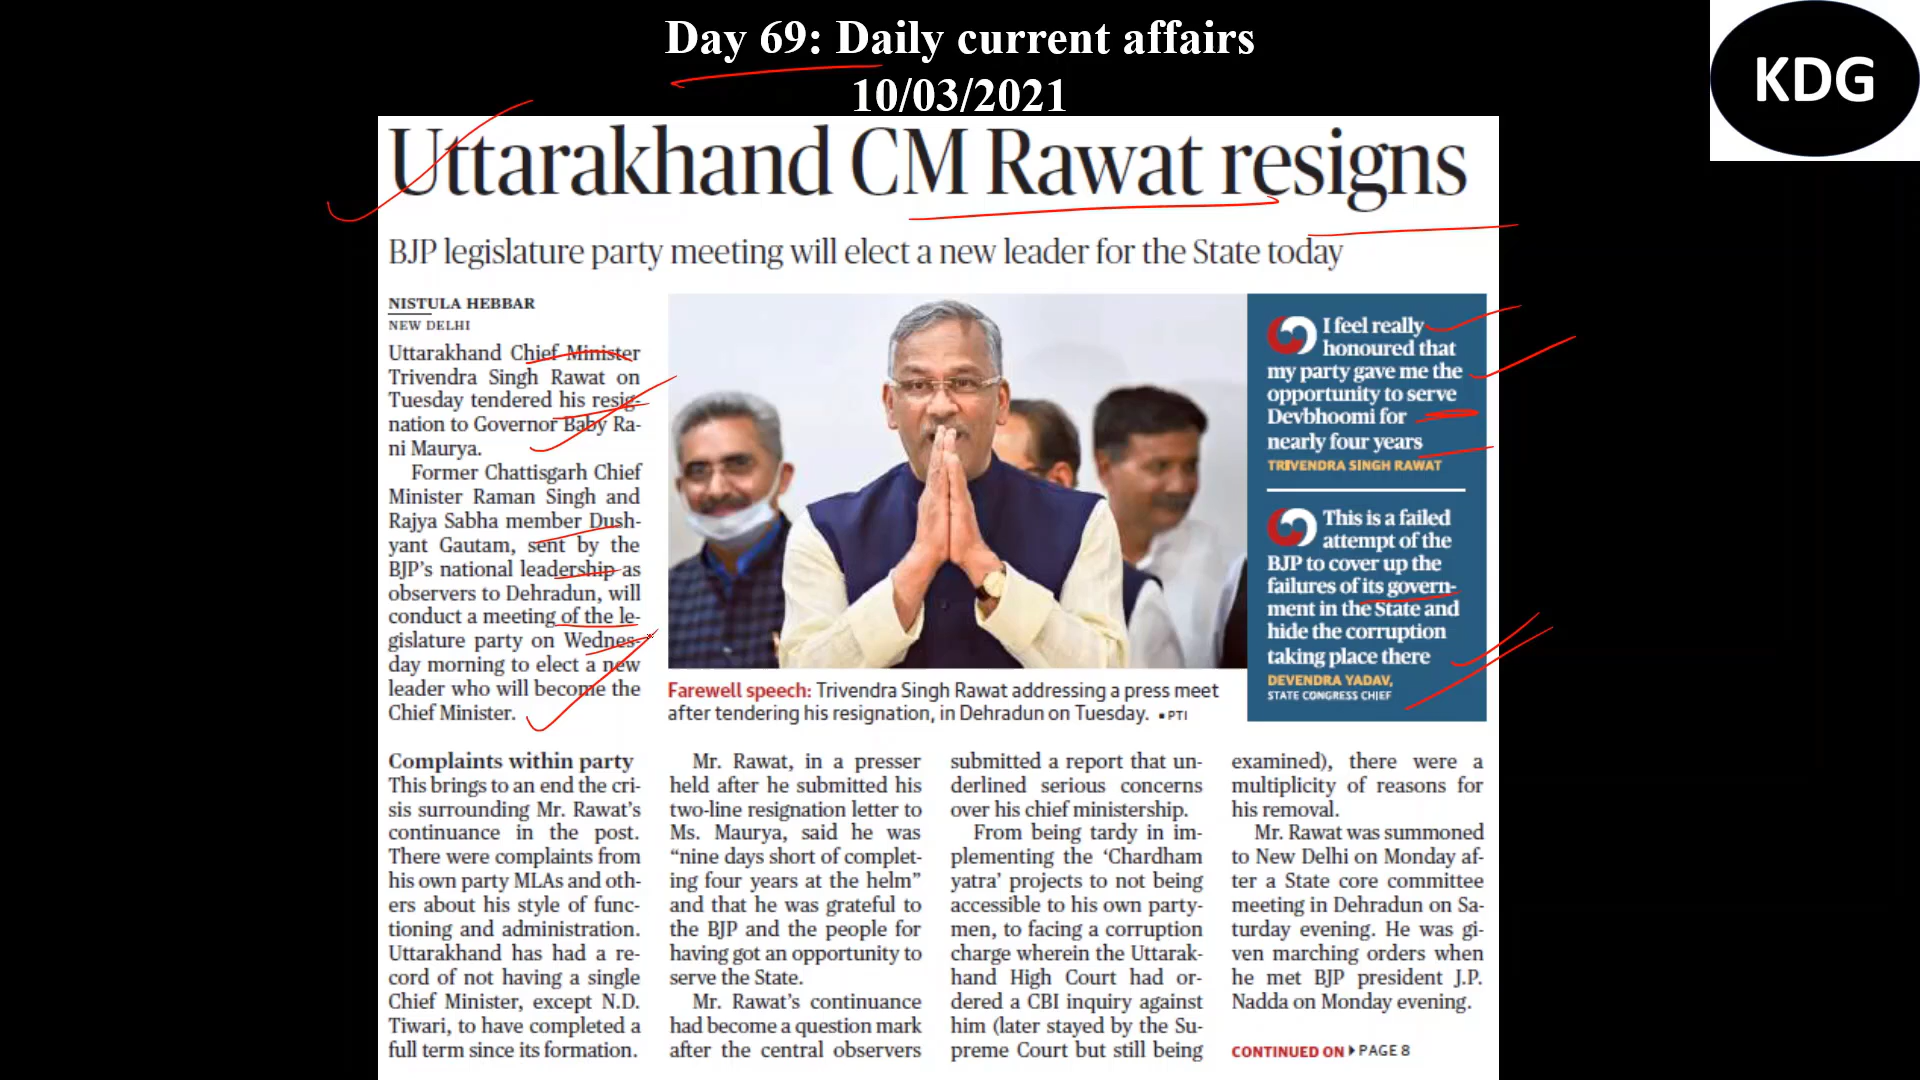 Day 69: Daily current affairs
10/03/2021
KDG
Uttarakhand CM Rawat resigns
BJP legislature party meeting will elect a new leader for the State today
NISTULA HEBBAR
NEW DELHI
Uttarakhand Chief Minister
Trivendra Singh Rawat on
Tuesday tendered his resig-
nation to Governor Baby Ra-
ni Maurya.
Former Chattisgarh Chief
Minister Raman Singh and
Rajya Sabha member Dush-
yant Gautam, sent by the
BJP's national leadership as
observers to Dehradun, will
conduct a meeting of the le-
gislature party on Wednes-
day morning to elect a new
leader who will become the
Chief Minister.
I feel really
honoured that
my party gave me the
opportunity to serve
Devbhoomi for
nearly four years
TRIVENDRA SINGH RAWAT
This is a failed
attempt of the
BJP to cover up the
failures of its govern-
ment in the State and
hide the corruption
taking place there
DEVENDRA YADAV,
STATE CONGRESS CHIEF
Farewell speech: Trivendra Singh Rawat addressing a press meet
after tendering his resignation, in Dehradun on Tuesday. • PTI
Complaints within party
This brings to an end the cri-
sis surrounding Mr. Rawat's
continuance in the post.
There were complaints from
his own party MLAs and oth-
ers about his style of func-
tioning and administration.
Uttarakhand has had a re-
cord of not having a single
Chief Minister, except N.D.
Tiwari, to have completed a
full term since its formation.
Mr. Rawat, in a presser
held after he submitted his
two-line resignation letter to
Ms. Maurya, said he was
“nine days short of complet-
ing four years at the helm”
and that he was grateful to
the BJP and the people for
having got an opportunity to
serve the State.
Mr. Rawat's continuance
had become a question mark
after the central observers
submitted a report that un-
derlined serious concerns
over his chief ministership.
From being tardy in im-
plementing the ‘Chardham
yatra’ projects to not being
accessible to his own party-
men, to facing a corruption
charge wherein the Uttarak-
hand High Court had or-
dered a CBI inquiry against
him (later stayed by the Su-
preme Court but still being
examined), there were a
multiplicity of reasons for
his removal.
Mr. Rawat was summoned
to New Delhi on Monday af-
ter a State core committee
meeting in Dehradun on Sa-
turday evening. He was gi-
ven marching orders when
he met BJP president J.P.
Nadda on Monday evening.
CONTINUED ON PAGE 8